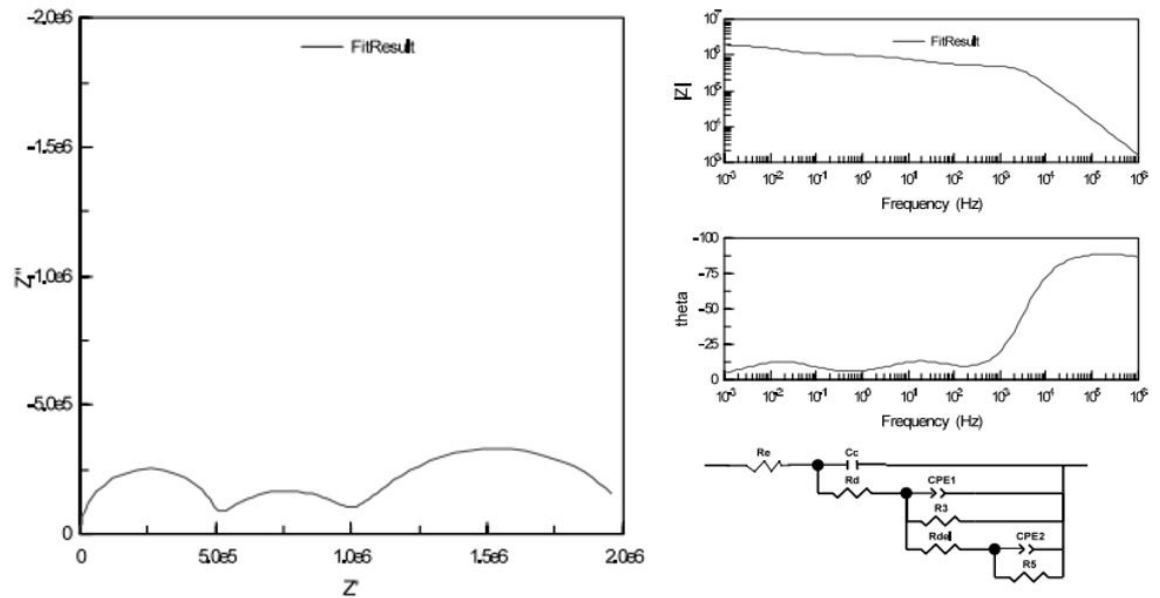 -2.0e6
FitResult
-1.5e6
-1.0e6
Z''
-5.0e5
0
0 5.0e5 1.0e6 1.5e6 2.0e6
Z'
10^7
FitResult
10^6
10^5
10^4
10^3
|Z|
10^-3 10^-2 10^-1 10^0 10^1 10^2 10^3 10^4 10^5 10^6
Frequency (Hz)
-100
-75
-50
-25
0
theta
10^-3 10^-2 10^-1 10^0 10^1 10^2 10^3 10^4 10^5 10^6
Frequency (Hz)
Re Cc
Rd CPE1
R3
Rdel CPE2
R5